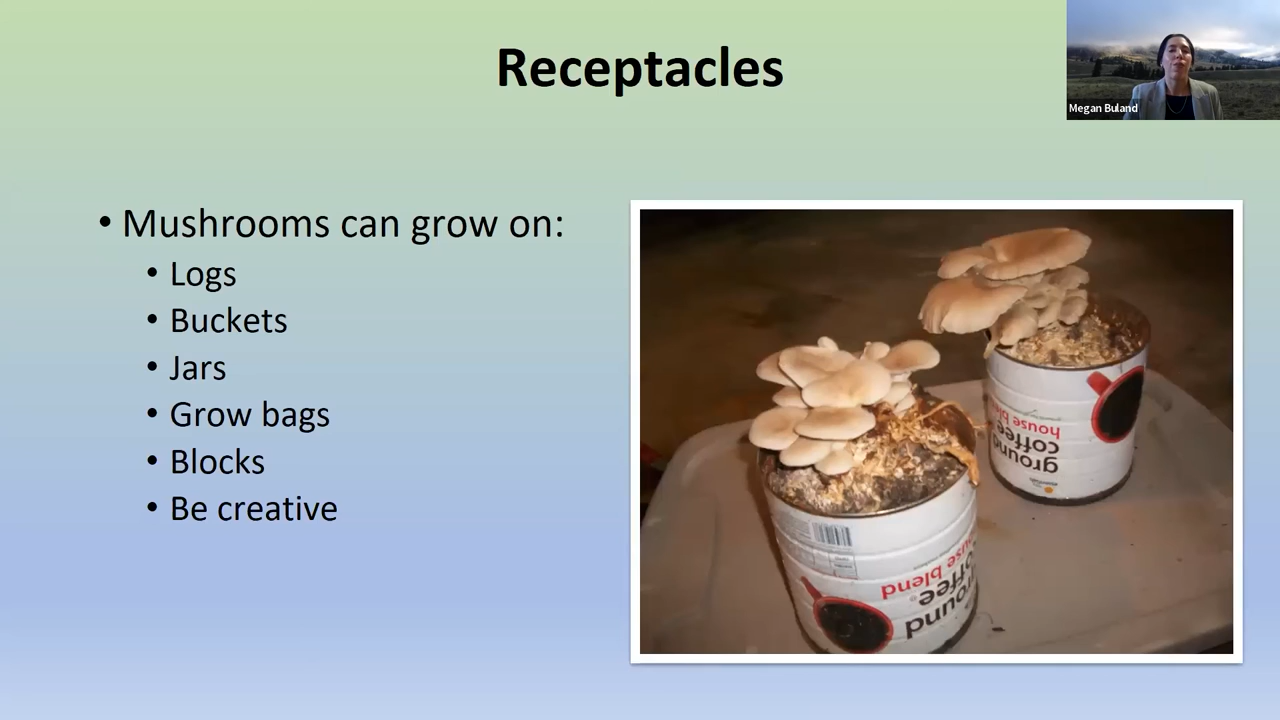 Receptacles
Megan Buland
• Mushrooms can grow on:
• Logs
• Buckets
• Jars
• Grow bags
• Blocks
• Be creative
house blend
coffee
ground
house blend
coffee
ground